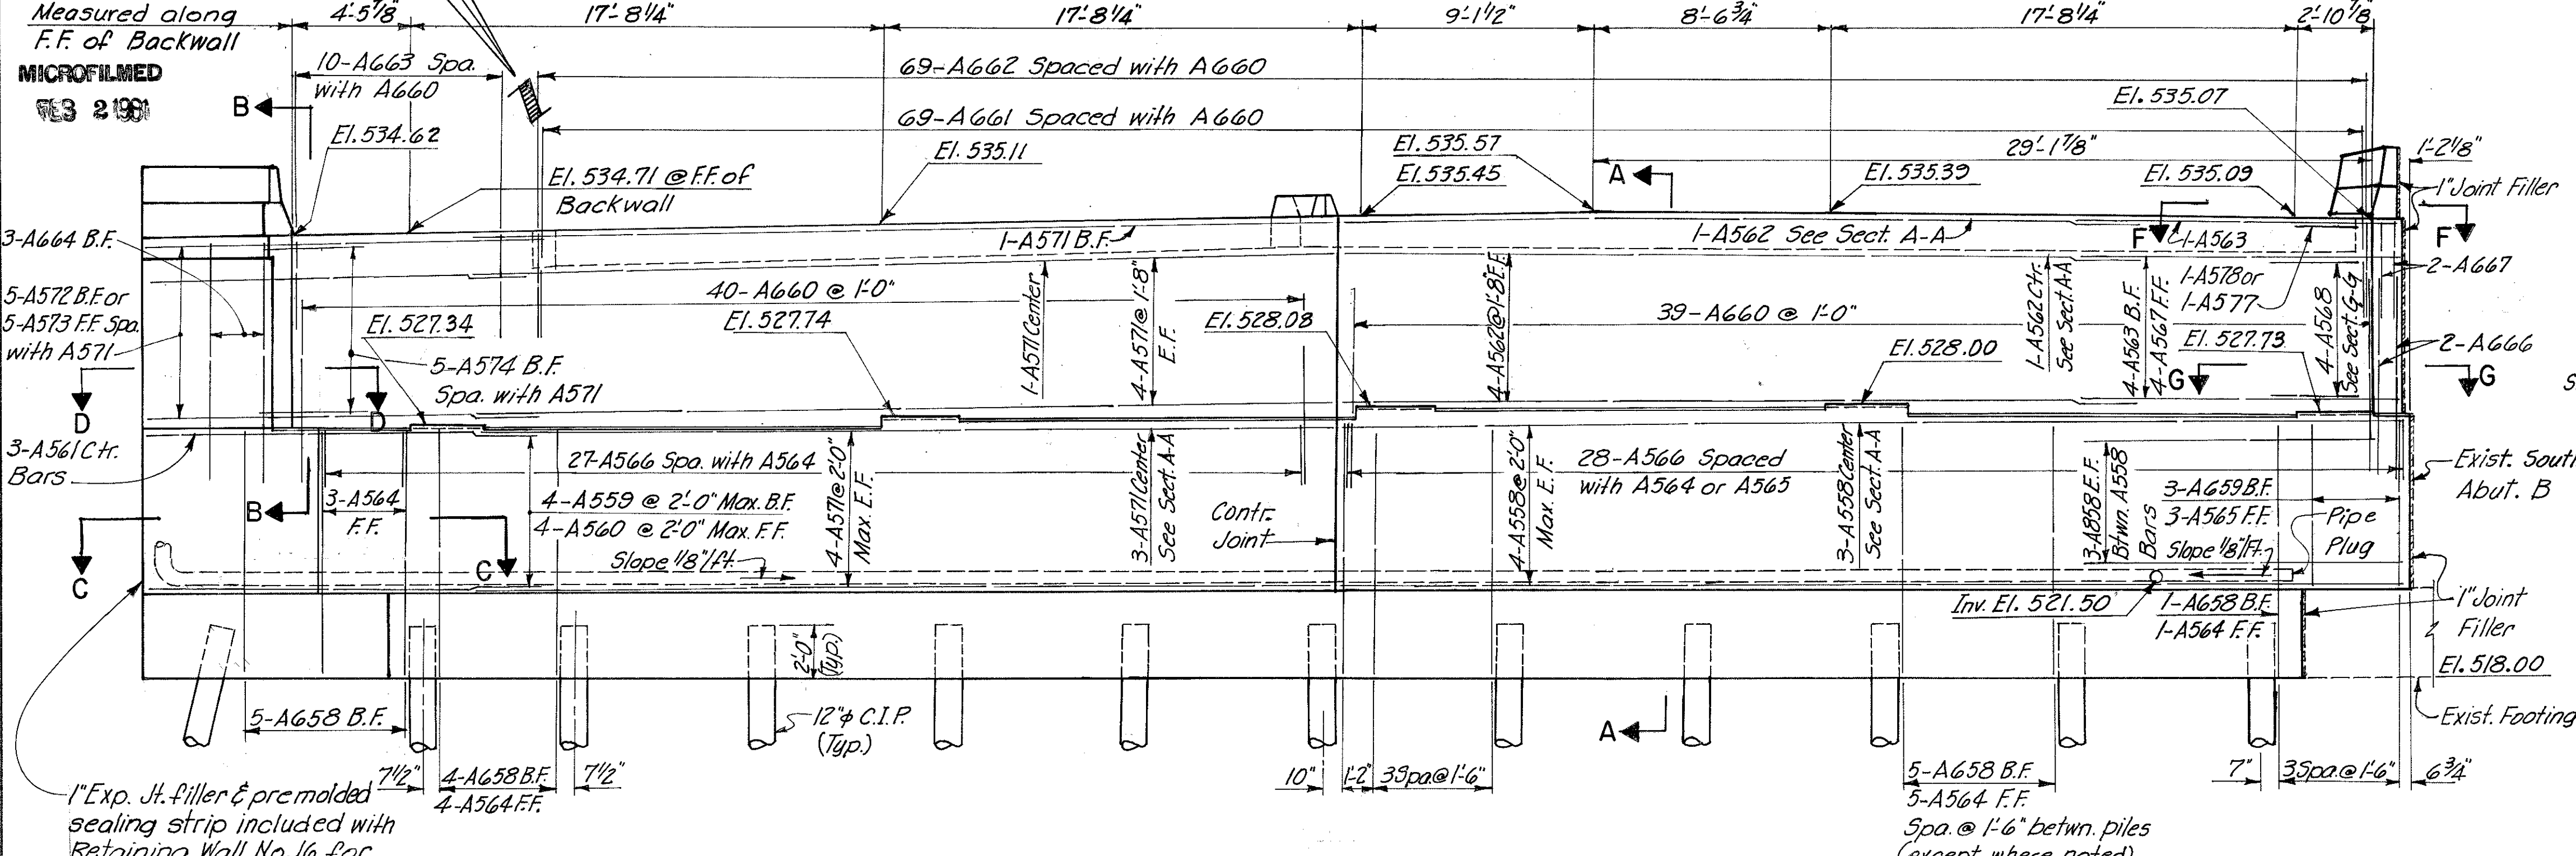 Measured along
F.F. of Backwall
4'-5 7/8"
17'-8 1/4"
17'-8 1/4"
9'-1 1/2"
8'-6 3/4"
17'-8 1/4"
2'-10 7/8"
MICROFILMED
FEB 2 1981
10-A663 Spa.
with A660
69-A662 Spaced with A660
69-A661 Spaced with A660
B
El. 534.62
El. 534.71 @ F.F. of
Backwall
El. 535.11
El. 535.57
El. 535.45
A
El. 535.39
El. 535.07
29'-1 7/8"
El. 535.09
1'-2 1/8"
1" Joint Filler
3-A664 B.F.
1-A571 B.F.
1-A562 See Sect. A-A
F
1-A563
F
5-A572 B.F. or
5-A573 F.F. Spa.
with A571
40-A660 @ 1'-0"
1-A571 Center
4-A571 @ 1'-8"
E.F.
4-A562 @ 1'-8" E.F.
39-A660 @ 1'-0"
1-A562 Ctr.
See Sect. A-A
4-A563 B.F.
4-A567 F.F.
1-A578 or
1-A577
4-A568
See Sect. G-G
2-A667
2-A666
El. 527.34
El. 527.74
El. 528.08
El. 528.00
El. 527.73
5-A574 B.F.
Spa. with A571
D
D
G
G
S
3-A561 Ctr.
Bars
27-A566 Spa. with A564
28-A566 Spaced
with A564 or A565
Exist. South
Abut. B
B
3-A564
F.F.
4-A559 @ 2'-0" Max. B.F.
4-A560 @ 2'-0" Max. F.F.
4-A571 @ 2'-0"
Max. E.F.
3-A571 Center
See Sect. A-A
Contr.
Joint
4-A558 @ 2'-0"
Max. E.F.
3-A558 Center
See Sect. A-A
3-A858 E.F.
Btwn. A558
Bars
3-A659 B.F.
3-A565 F.F.
Pipe
Plug
C
C
Slope 1/8"/ft.
Slope 1/8"/Ft.
Inv. El. 521.50
1-A658 B.F.
1-A564 F.F.
1" Joint
Filler
El. 518.00
2'-0"
(Typ.)
5-A658 B.F.
12"ϕ C.I.P.
(Typ.)
A
Exist. Footing
7 1/2"
4-A658 B.F.
4-A564 F.F.
7 1/2"
10"
1'-2"
3 Spa. @ 1'-6"
5-A658 B.F.
5-A564 F.F.
Spa. @ 1'-6" betwn. piles
(except where noted)
7"
3 Spa. @ 1'-6"
6 3/4"
1" Exp. Jt. filler & premolded
sealing strip included with
Retaining Wall No. 16 for